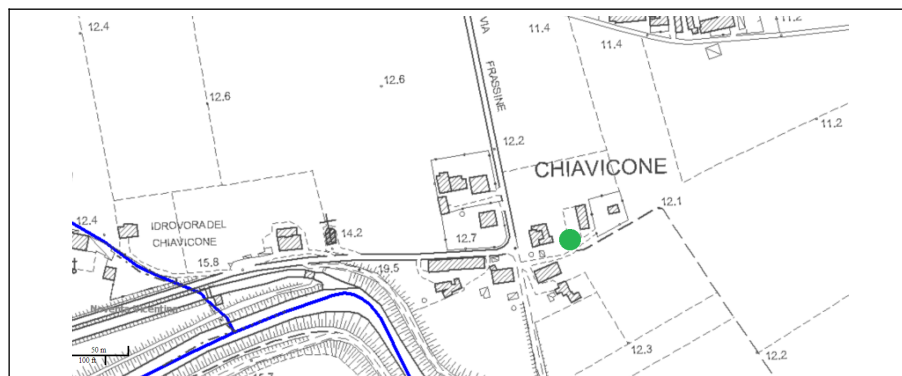 12.4
11.4
11.2
VIA
FRASSINE
11.4
12.6
12.6
11.2
12.2
CHIAVICONE
12.1
12.4
IDROVORA DEL
CHIAVICONE
14.2
12.7
15.8
19.5
50 m
100 ft
12.3
12.2